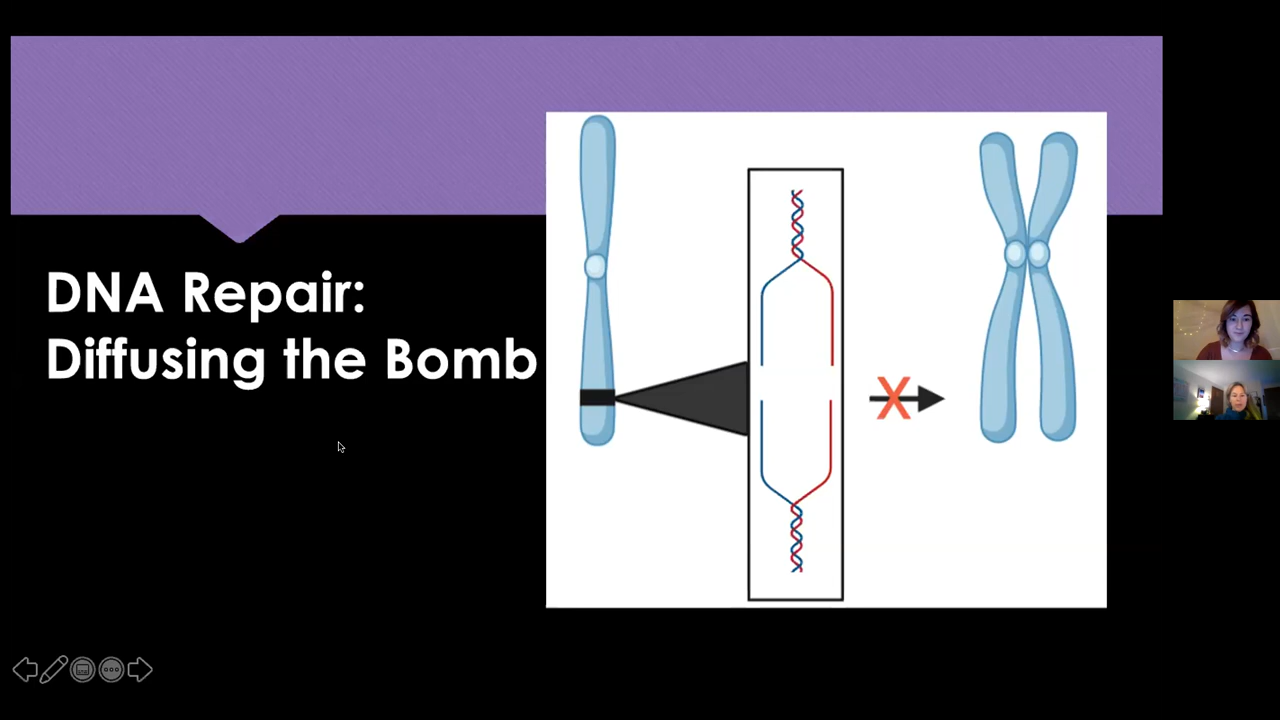 DNA Repair:
Diffusing the Bomb
X